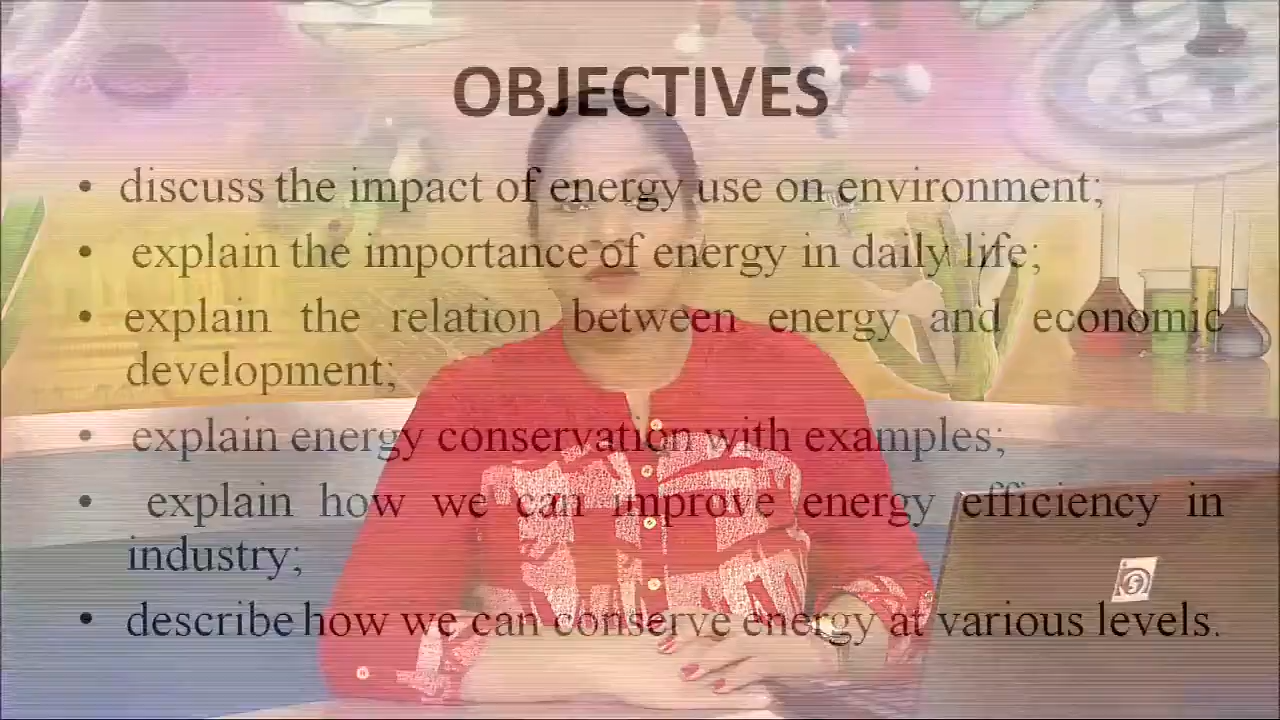 OBJECTIVES
• discuss the impact of energy use on environment;
• explain the importance of energy in daily life;
• explain the relation between energy and economic
development;
• explain energy conservation with examples;
• explain how we can improve energy efficiency in
industry;
• describe how we can conserve energy at various levels.